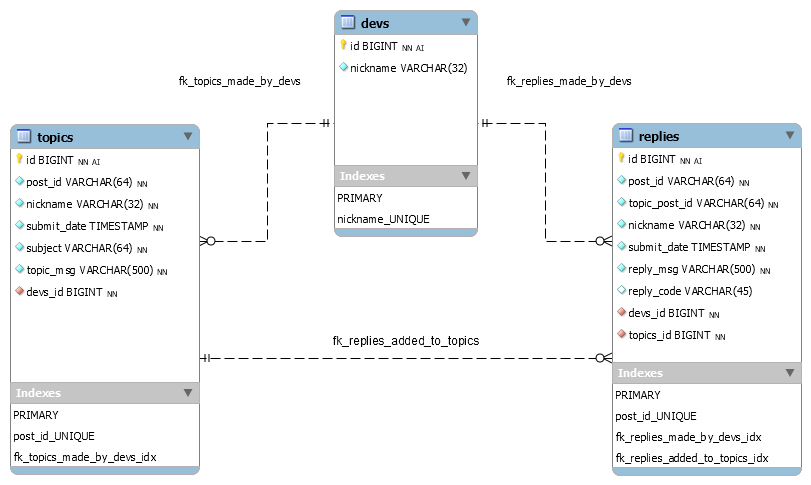 devs
id BIGINT NN AI
nickname VARCHAR(32)
Indexes
PRIMARY
nickname_UNIQUE
fk_topics_made_by_devs
fk_replies_made_by_devs
topics
id BIGINT NN AI
post_id VARCHAR(64) NN
nickname VARCHAR(32) NN
submit_date TIMESTAMP NN
subject VARCHAR(64) NN
topic_msg VARCHAR(500) NN
devs_id BIGINT NN
Indexes
PRIMARY
post_id_UNIQUE
fk_topics_made_by_devs_idx
fk_replies_added_to_topics
replies
id BIGINT NN AI
post_id VARCHAR(64) NN
topic_post_id VARCHAR(64) NN
nickname VARCHAR(32) NN
submit_date TIMESTAMP NN
reply_msg VARCHAR(500) NN
reply_code VARCHAR(45)
devs_id BIGINT NN
topics_id BIGINT NN
Indexes
PRIMARY
post_id_UNIQUE
fk_replies_made_by_devs_idx
fk_replies_added_to_topics_idx